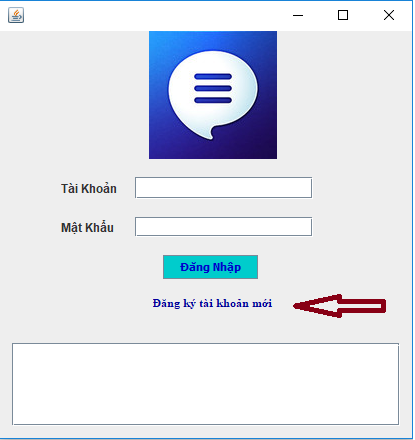 Tài Khoản
Mật Khẩu
Đăng Nhập
Đăng ký tài khoản mới